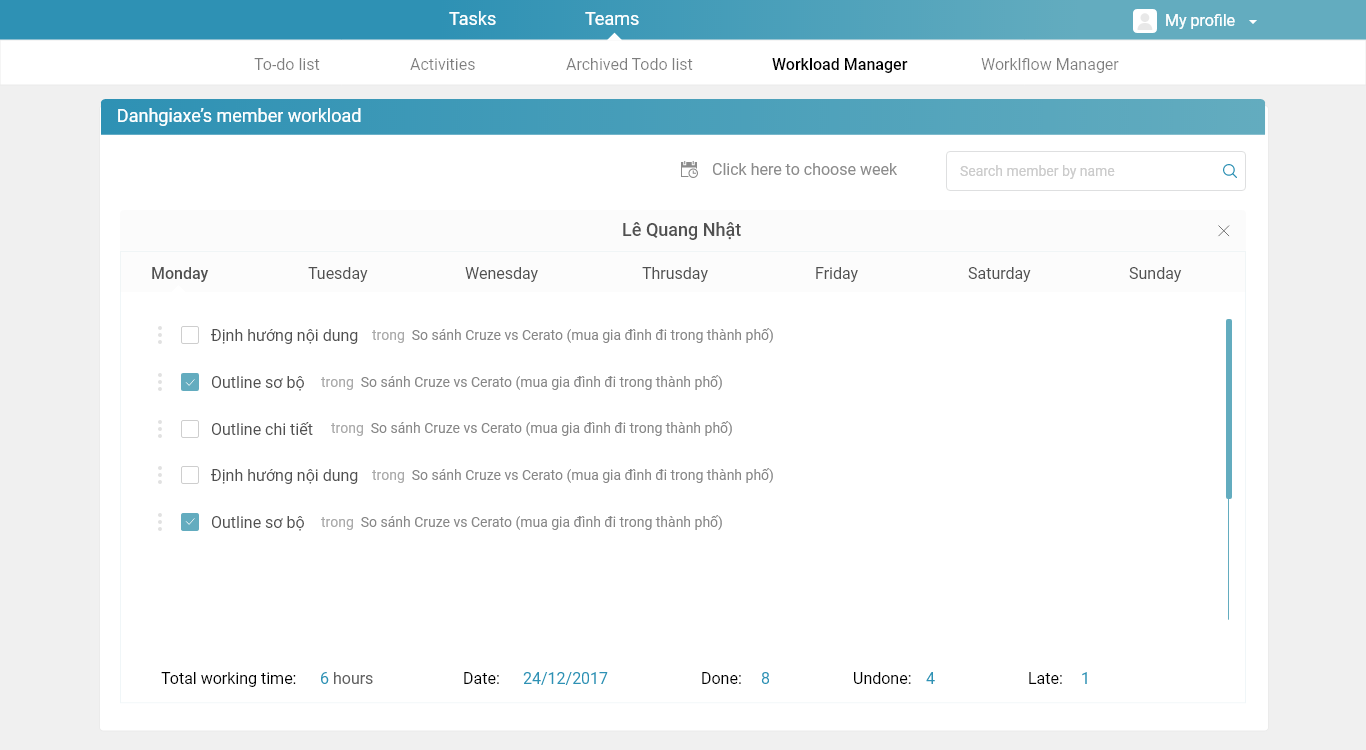 Tasks Teams My profile
To-do list Activities Archived Todo list Workload Manager Worklflow Manager
Danhgiaxe’s member workload
Click here to choose week Search member by name
Lê Quang Nhật
Monday Tuesday Wenesday Thrusday Friday Saturday Sunday
Định hướng nội dung trong So sánh Cruze vs Cerato (mua gia đình đi trong thành phố)
Outline sơ bộ trong So sánh Cruze vs Cerato (mua gia đình đi trong thành phố)
Outline chi tiết trong So sánh Cruze vs Cerato (mua gia đình đi trong thành phố)
Định hướng nội dung trong So sánh Cruze vs Cerato (mua gia đình đi trong thành phố)
Outline sơ bộ trong So sánh Cruze vs Cerato (mua gia đình đi trong thành phố)
Total working time: 6 hours Date: 24/12/2017 Done: 8 Undone: 4 Late: 1